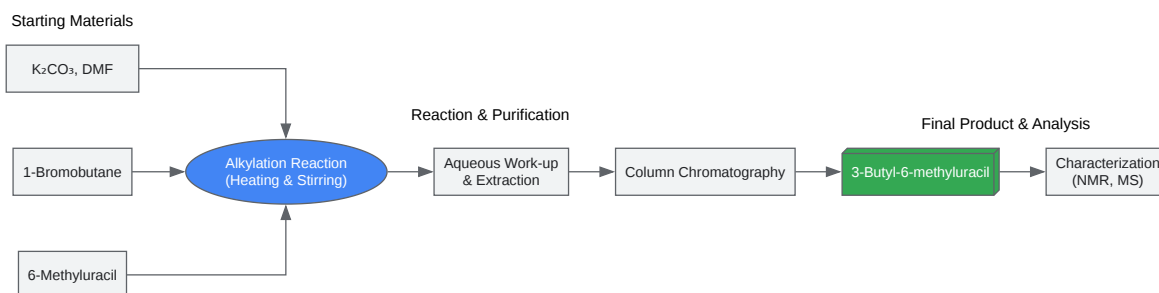 Starting Materials
K₂CO₃, DMF
Reaction & Purification
Final Product & Analysis
1-Bromobutane
Alkylation Reaction
(Heating & Stirring)
Aqueous Work-up
& Extraction
Column Chromatography
3-Butyl-6-methyluracil
Characterization
(NMR, MS)
6-Methyluracil